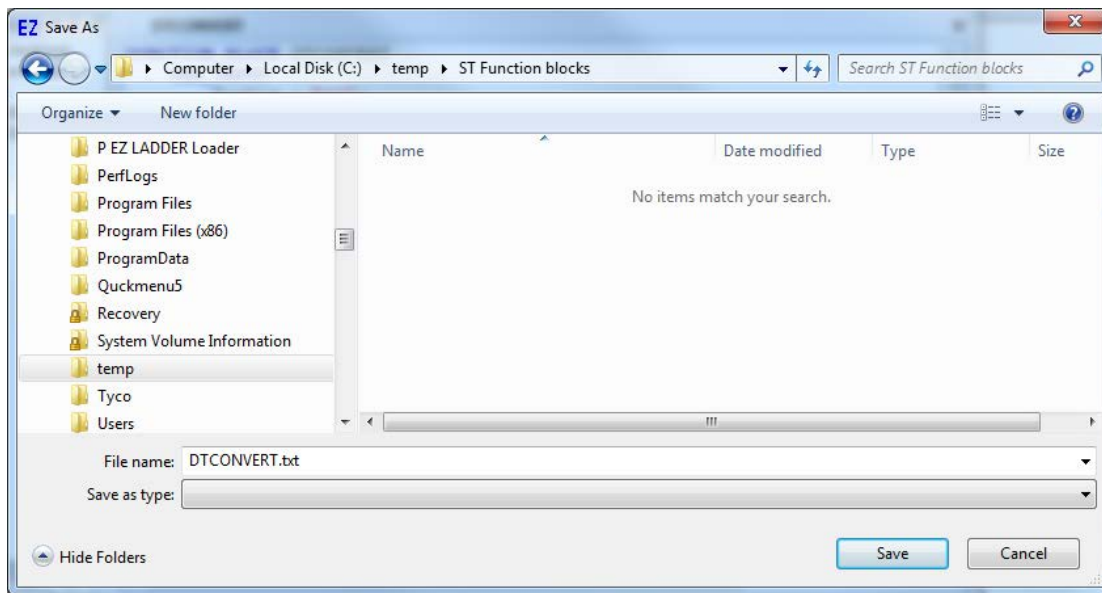 EZ Save As
Computer Local Disk (C:) temp ST Function blocks Search ST Function blocks
Organize New folder
Name Date modified Type Size
No items match your search.
P EZ LADDER Loader
PerfLogs
Program Files
Program Files (x86)
ProgramData
Quckmenu5
Recovery
System Volume Information
temp
Tyco
Users
File name: DTCONVERT.txt
Save as type:
Hide Folders Save Cancel